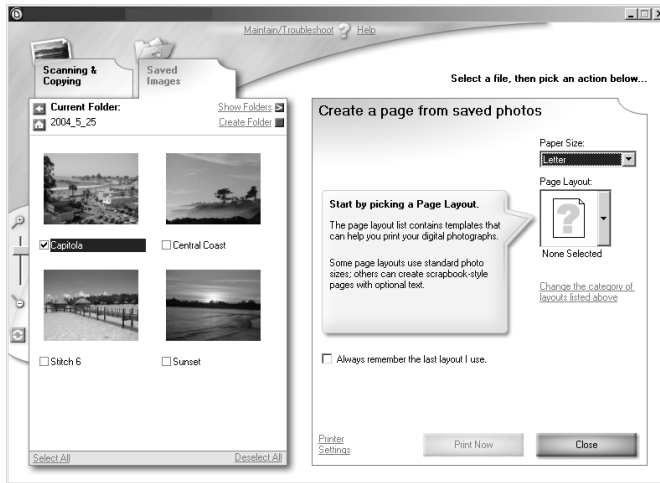 Maintain/Troubleshoot ? Help
Scanning &
Copying
Saved
Images
Select a file, then pick an action below...
Current Folder:
Show Folders
2004_5_25
Create Folder
Capitola
Central Coast
Stitch 6
Sunset
Select All
Deselect All
Create a page from saved photos
Paper Size:
Letter
Page Layout:
?
None Selected
Start by picking a Page Layout.
The page layout list contains templates that
can help you print your digital photographs.
Some page layouts use standard photo
sizes; others can create scrapbook-style
pages with optional text.
Change the category of
layouts listed above
Always remember the last layout I use.
Printer
Settings
Print Now
Close